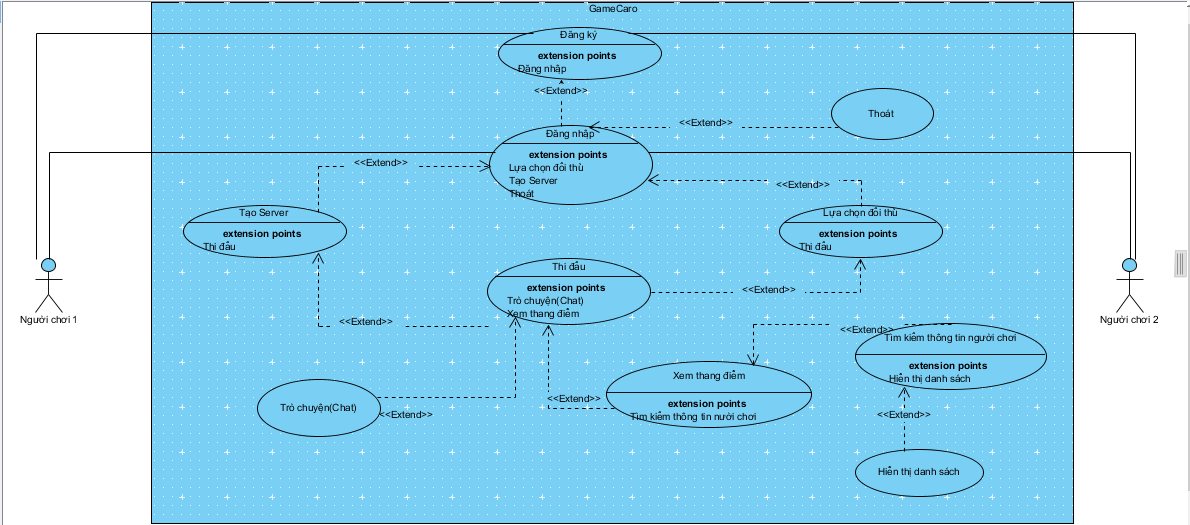 GameCaro
Đăng ký
extension points
Đăng nhập
<<Extend>>
Thoát
<<Extend>>
Đăng nhập
extension points
Lựa chọn đối thủ
Tạo Server
Thoát
<<Extend>>
<<Extend>>
Tạo Server
extension points
Thi đấu
Lựa chọn đối thủ
extension points
Thi đấu
Thi đấu
extension points
Trò chuyện(Chat)
Xem thang điểm
<<Extend>>
<<Extend>>
Người chơi 1
Người chơi 2
<<Extend>>
Tìm kiếm thông tin người chơi
extension points
Hiển thị danh sách
Xem thang điểm
extension points
Tìm kiếm thông tin nười chơi
<<Extend>>
Trò chuyện(Chat)
<<Extend>>
<<Extend>>
Hiển thị danh sách